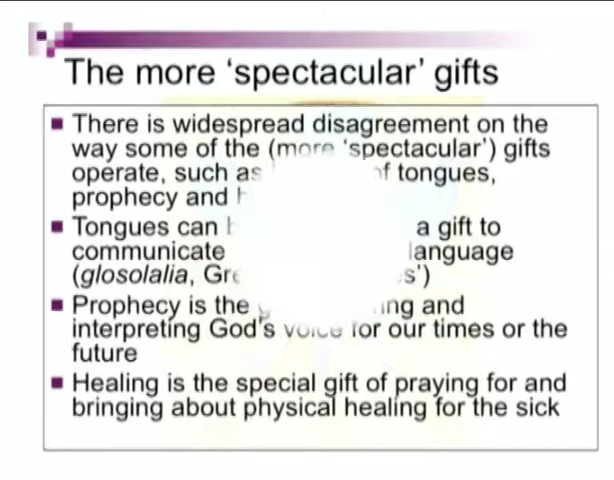 The more ‘spectacular’ gifts
There is widespread disagreement on the
way some of the (more ‘spectacular’) gifts
operate, such as of tongues,
prophecy and
Tongues can a gift to
communicate language
(glosolalia,
Prophecy is the and
interpreting God's voice for our times or the
future
Healing is the special gift of praying for and
bringing about physical healing for the sick